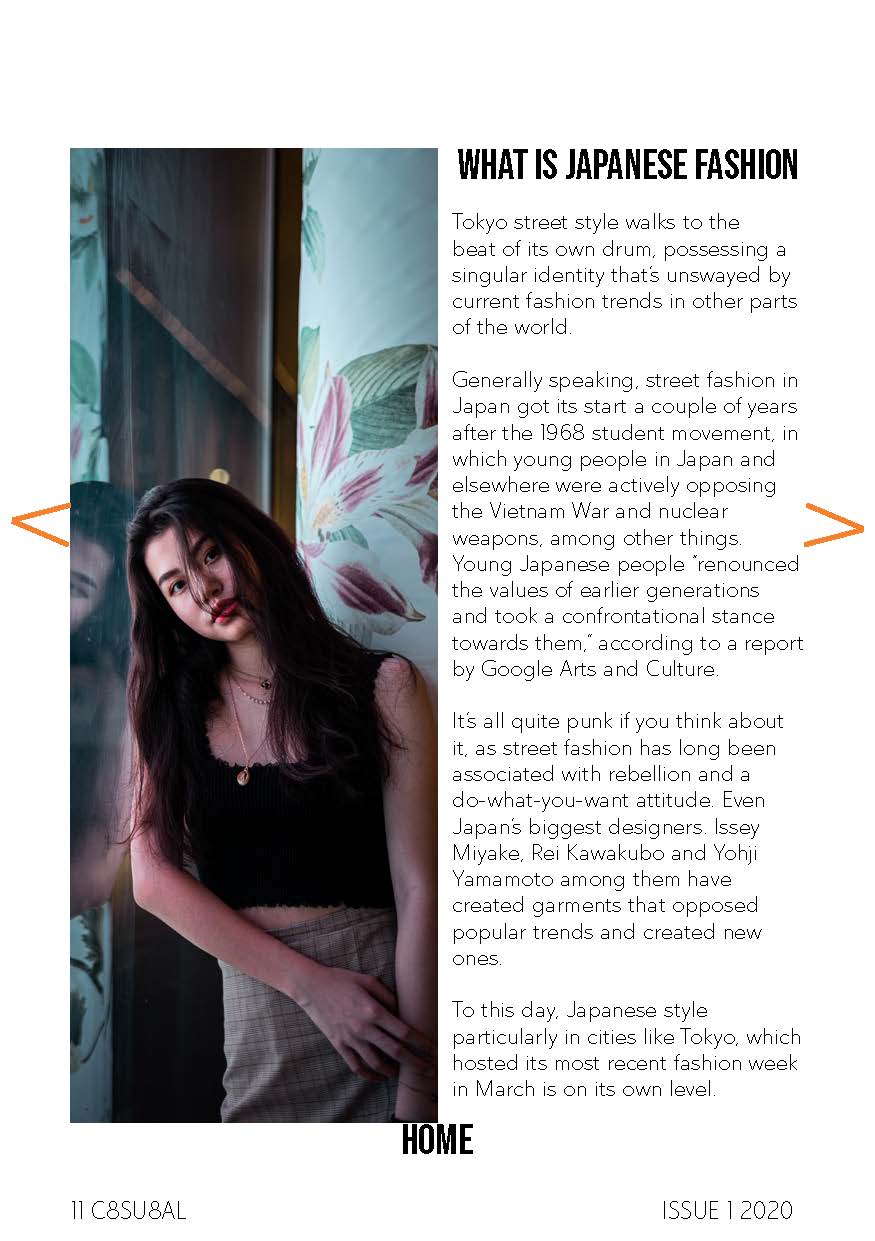 WHAT IS JAPANESE FASHION
Tokyo street style walks to the
beat of its own drum, possessing a
singular identity that's unswayed by
current fashion trends in other parts
of the world.
Generally speaking, street fashion in
Japan got its start a couple of years
after the 1968 student movement, in
which young people in Japan and
elsewhere were actively opposing
the Vietnam War and nuclear
weapons, among other things.
Young Japanese people "renounced
the values of earlier generations
and took a confrontational stance
towards them," according to a report
by Google Arts and Culture.
It's all quite punk if you think about
it, as street fashion has long been
associated with rebellion and a
do-what-you-want attitude. Even
Japan's biggest designers. Issey
Miyake, Rei Kawakubo and Yohji
Yamamoto among them have
created garments that opposed
popular trends and created new
ones.
To this day, Japanese style
particularly in cities like Tokyo, which
hosted its most recent fashion week
in March is on its own level.
HOME
11 C8SU8AL
ISSUE 1 2020